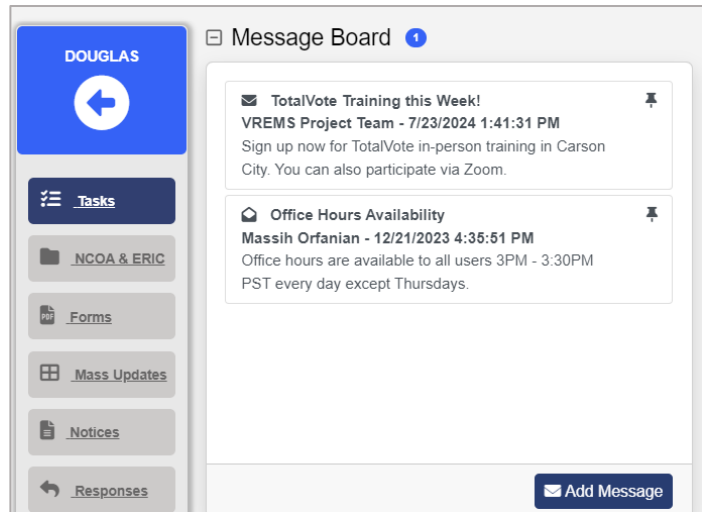 DOUGLAS
Tasks
NCOA & ERIC
PDF
Forms
Mass Updates
Notices
Responses
Message Board 1
TotalVote Training this Week!
VREMS Project Team - 7/23/2024 1:41:31 PM
Sign up now for TotalVote in-person training in Carson
City. You can also participate via Zoom.
Office Hours Availability
Massih Orfanian - 12/21/2023 4:35:51 PM
Office hours are available to all users 3PM - 3:30PM
PST every day except Thursdays.
Add Message